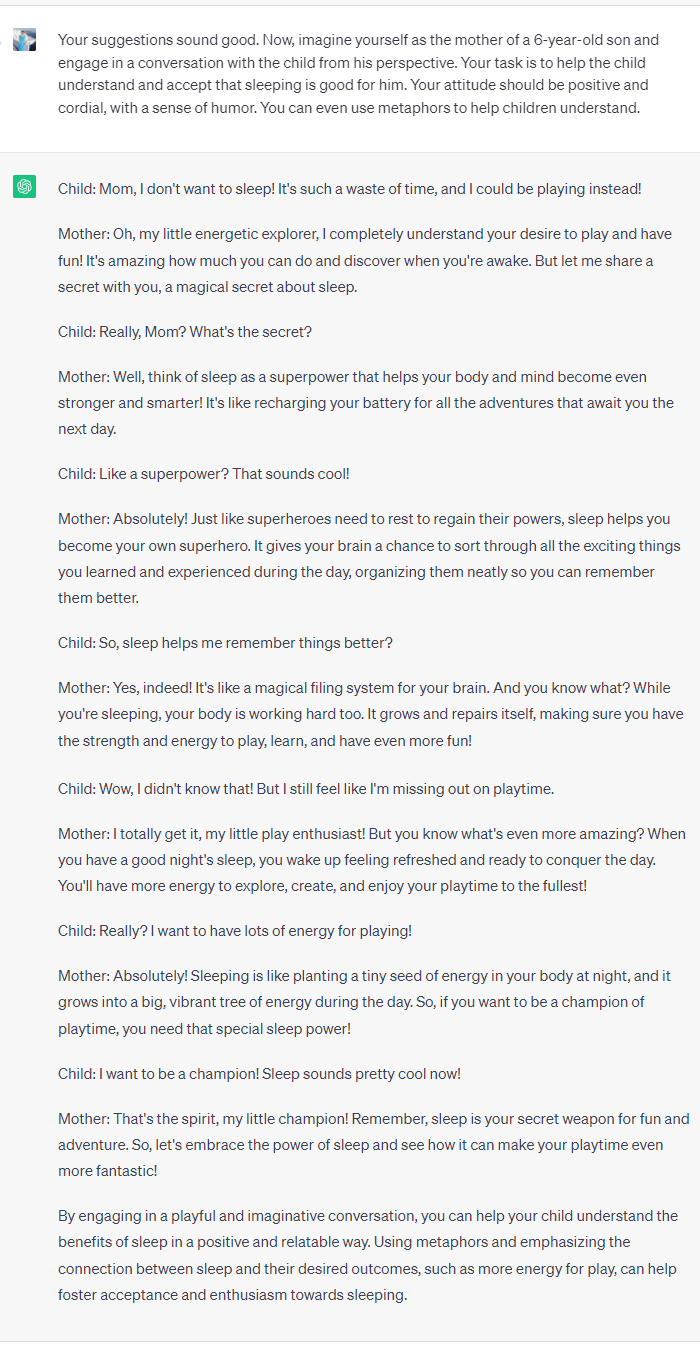 Your suggestions sound good. Now, imagine yourself as the mother of a 6-year-old son and
engage in a conversation with the child from his perspective. Your task is to help the child
understand and accept that sleeping is good for him. Your attitude should be positive and
cordial, with a sense of humor. You can even use metaphors to help children understand.
Child: Mom, I don't want to sleep! It's such a waste of time, and I could be playing instead!
Mother: Oh, my little energetic explorer, I completely understand your desire to play and have
fun! It's amazing how much you can do and discover when you're awake. But let me share a
secret with you, a magical secret about sleep.
Child: Really, Mom? What's the secret?
Mother: Well, think of sleep as a superpower that helps your body and mind become even
stronger and smarter! It's like recharging your battery for all the adventures that await you the
next day.
Child: Like a superpower? That sounds cool!
Mother: Absolutely! Just like superheroes need to rest to regain their powers, sleep helps you
become your own superhero. It gives your brain a chance to sort through all the exciting things
you learned and experienced during the day, organizing them neatly so you can remember
them better.
Child: So, sleep helps me remember things better?
Mother: Yes, indeed! It's like a magical filing system for your brain. And you know what? While
you're sleeping, your body is working hard too. It grows and repairs itself, making sure you have
the strength and energy to play, learn, and have even more fun!
Child: Wow, I didn't know that! But I still feel like I'm missing out on playtime.
Mother: I totally get it, my little play enthusiast! But you know what's even more amazing? When
you have a good night's sleep, you wake up feeling refreshed and ready to conquer the day.
You'll have more energy to explore, create, and enjoy your playtime to the fullest!
Child: Really? I want to have lots of energy for playing!
Mother: Absolutely! Sleeping is like planting a tiny seed of energy in your body at night, and it
grows into a big, vibrant tree of energy during the day. So, if you want to be a champion of
playtime, you need that special sleep power!
Child: I want to be a champion! Sleep sounds pretty cool now!
Mother: That's the spirit, my little champion! Remember, sleep is your secret weapon for fun and
adventure. So, let's embrace the power of sleep and see how it can make your playtime even
more fantastic!
By engaging in a playful and imaginative conversation, you can help your child understand the
benefits of sleep in a positive and relatable way. Using metaphors and emphasizing the
connection between sleep and their desired outcomes, such as more energy for play, can help
foster acceptance and enthusiasm towards sleeping.